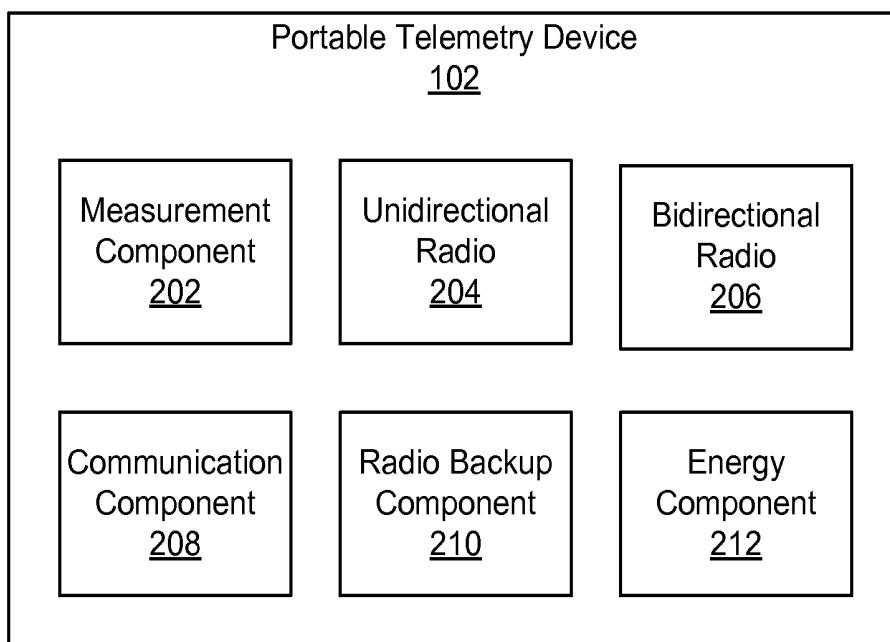 Portable Telemetry Device
102
Measurement
Component
202
Unidirectional
Radio
204
Bidirectional
Radio
206
Communication
Component
208
Radio Backup
Component
210
Energy
Component
212